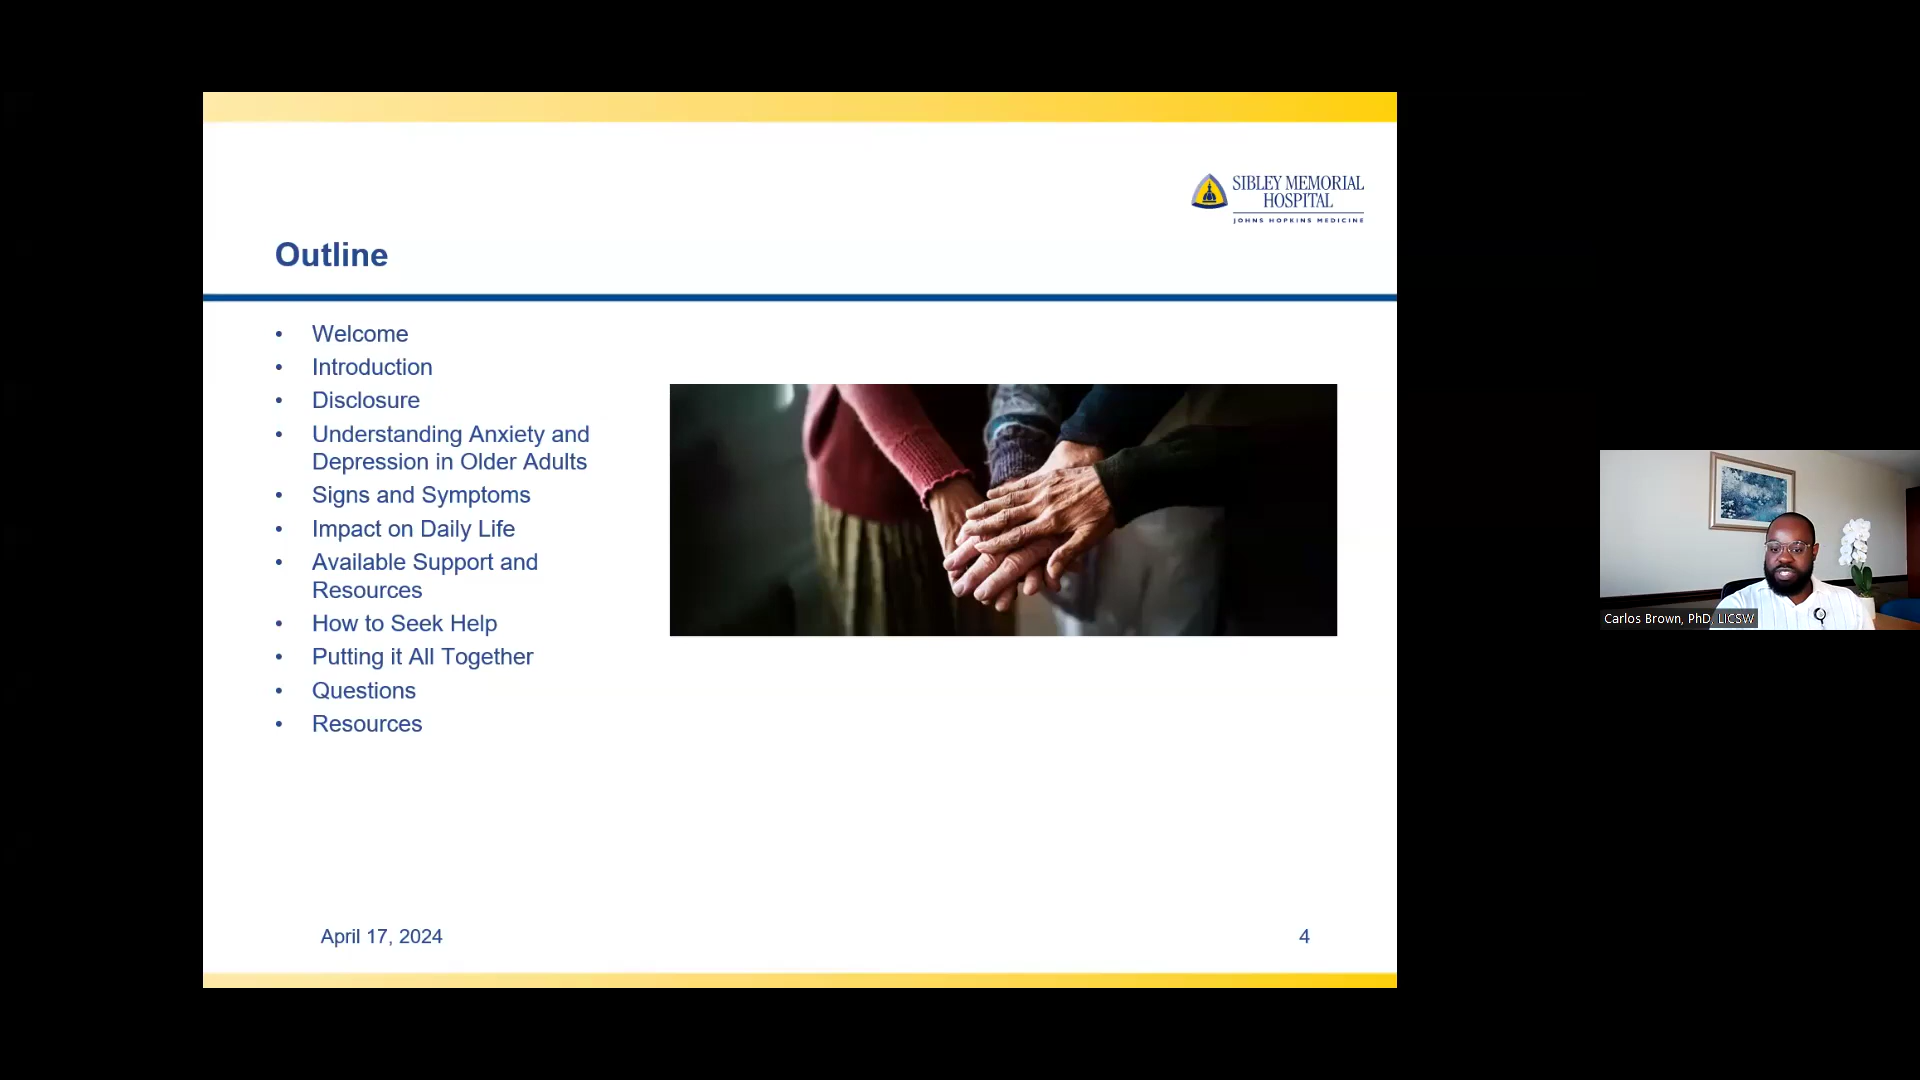 SIBLEY MEMORIAL
HOSPITAL
JOHNS HOPKINS MEDICINE
Outline
• Welcome
• Introduction
• Disclosure
• Understanding Anxiety and
Depression in Older Adults
• Signs and Symptoms
• Impact on Daily Life
• Available Support and
Resources
• How to Seek Help
• Putting it All Together
• Questions
• Resources
April 17, 2024
4
Carlos Brown, PhD, LICSW